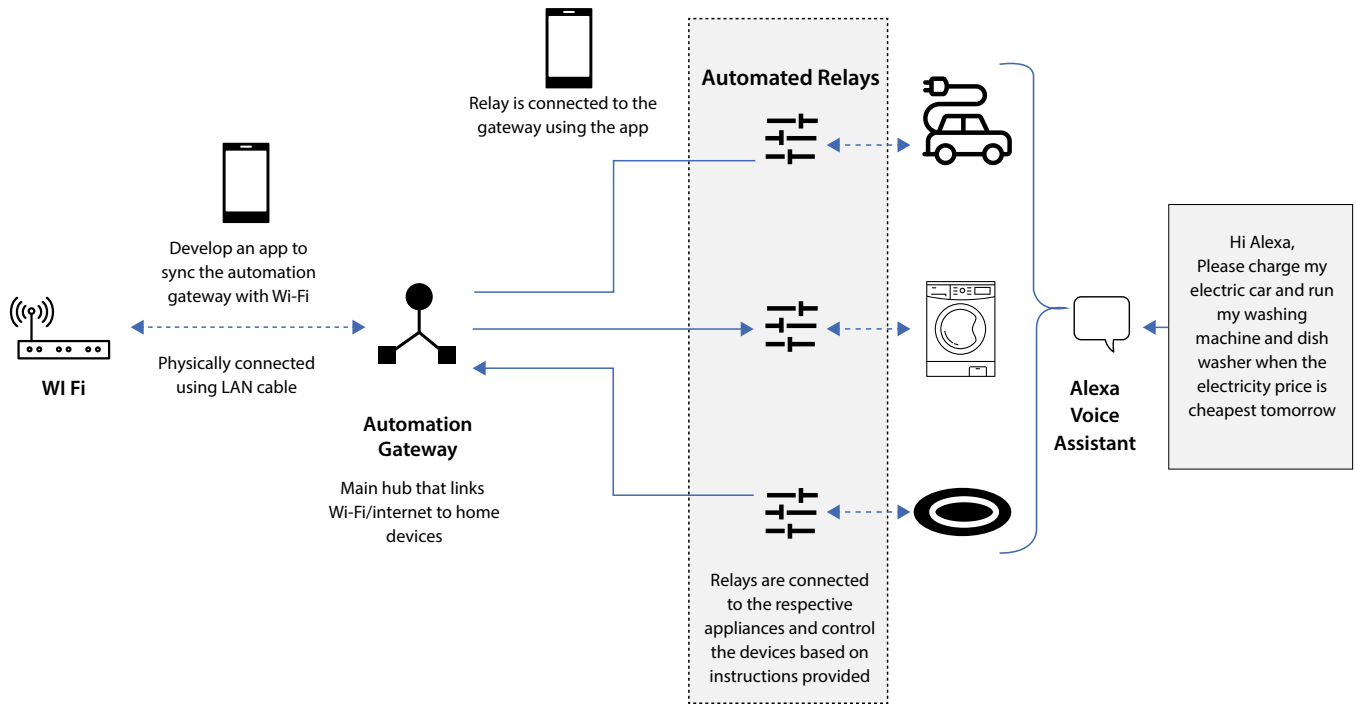 Relay is connected to the
gateway using the app
Automated Relays
Develop an app to
sync the automation
gateway with Wi-Fi
Physically connected
using LAN cable
WI Fi
Automation
Gateway
Main hub that links
Wi-Fi/internet to home
devices
Relays are connected
to the respective
appliances and control
the devices based on
instructions provided
Alexa
Voice
Assistant
Hi Alexa,
Please charge my
electric car and run
my washing
machine and dish
washer when the
electricity price is
cheapest tomorrow